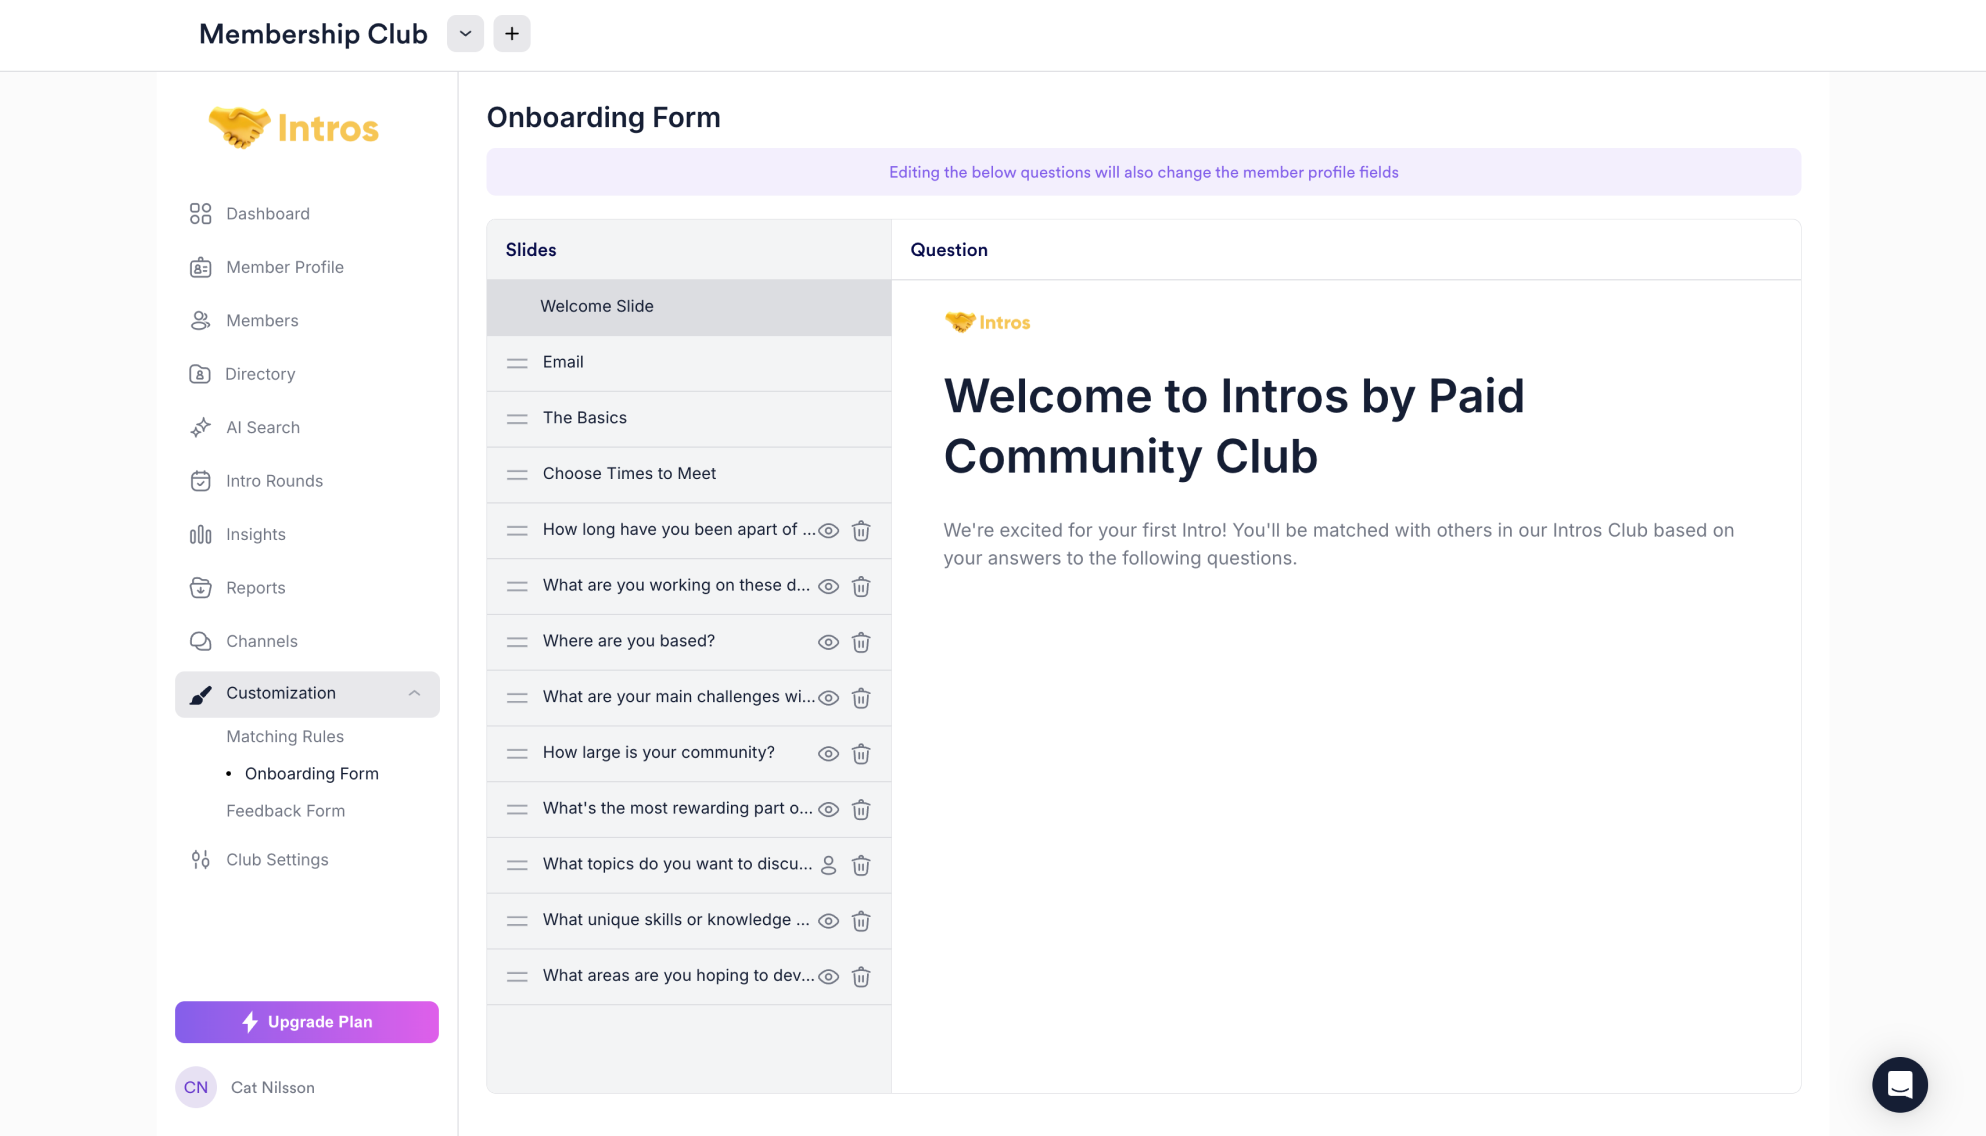 Membership Club
Intros
Dashboard
Member Profile
Members
Directory
AI Search
Intro Rounds
Insights
Reports
Channels
Customization
Matching Rules
Onboarding Form
Feedback Form
Club Settings
Upgrade Plan
CN
Cat Nilsson
Onboarding Form
Editing the below questions will also change the member profile fields
Slides
Welcome Slide
Email
The Basics
Choose Times to Meet
How long have you been apart of ...
What are you working on these d...
Where are you based?
What are your main challenges wi...
How large is your community?
What's the most rewarding part o...
What topics do you want to discu...
What unique skills or knowledge ...
What areas are you hoping to dev...
Question
Intros
Welcome to Intros by Paid
Community Club
We're excited for your first Intro! You'll be matched with others in our Intros Club based on
your answers to the following questions.